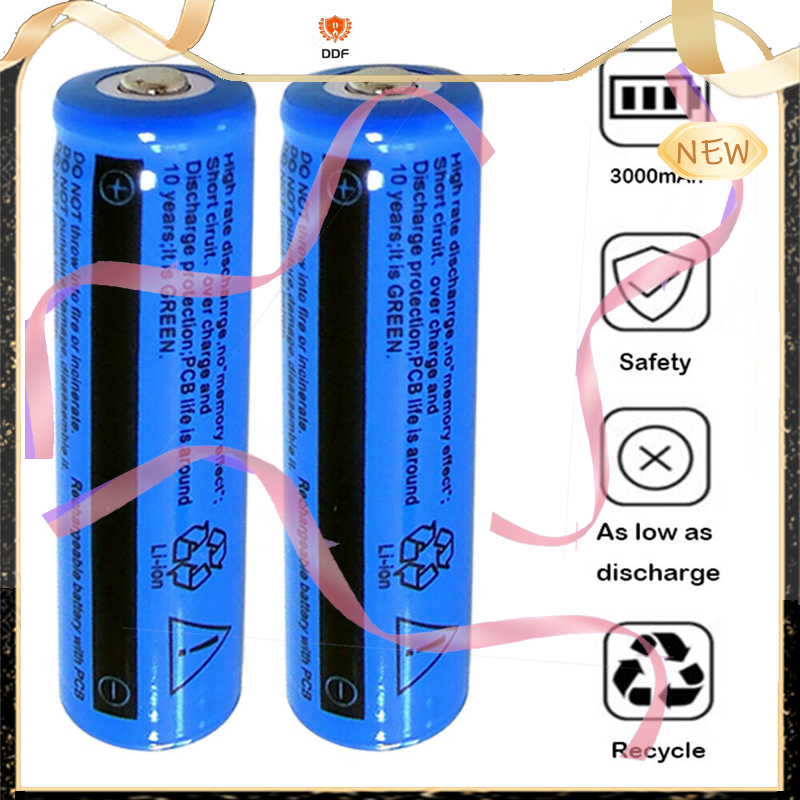 DDF
NEW
3000mAh
Safety
As low as
discharge
Recycle
High rate discharge,no"memory effect";
Short ciruit、over charge and
Discharge protection;PCB life is around
10 years;It is GREEN.
Li-ion
DO NOT throw into fire or incinerate.
DO NOT puncture,damage,disassemble it.
Rechargeable battery with PCB
High rate discharge,no"memory effect";
Short ciruit、over charge and
Discharge protection;PCB life is around
10 years;It is GREEN.
Li-ion
DO NOT throw into fire or incinerate.
DO NOT puncture,damage,disassemble it.
Rechargeable battery with PCB